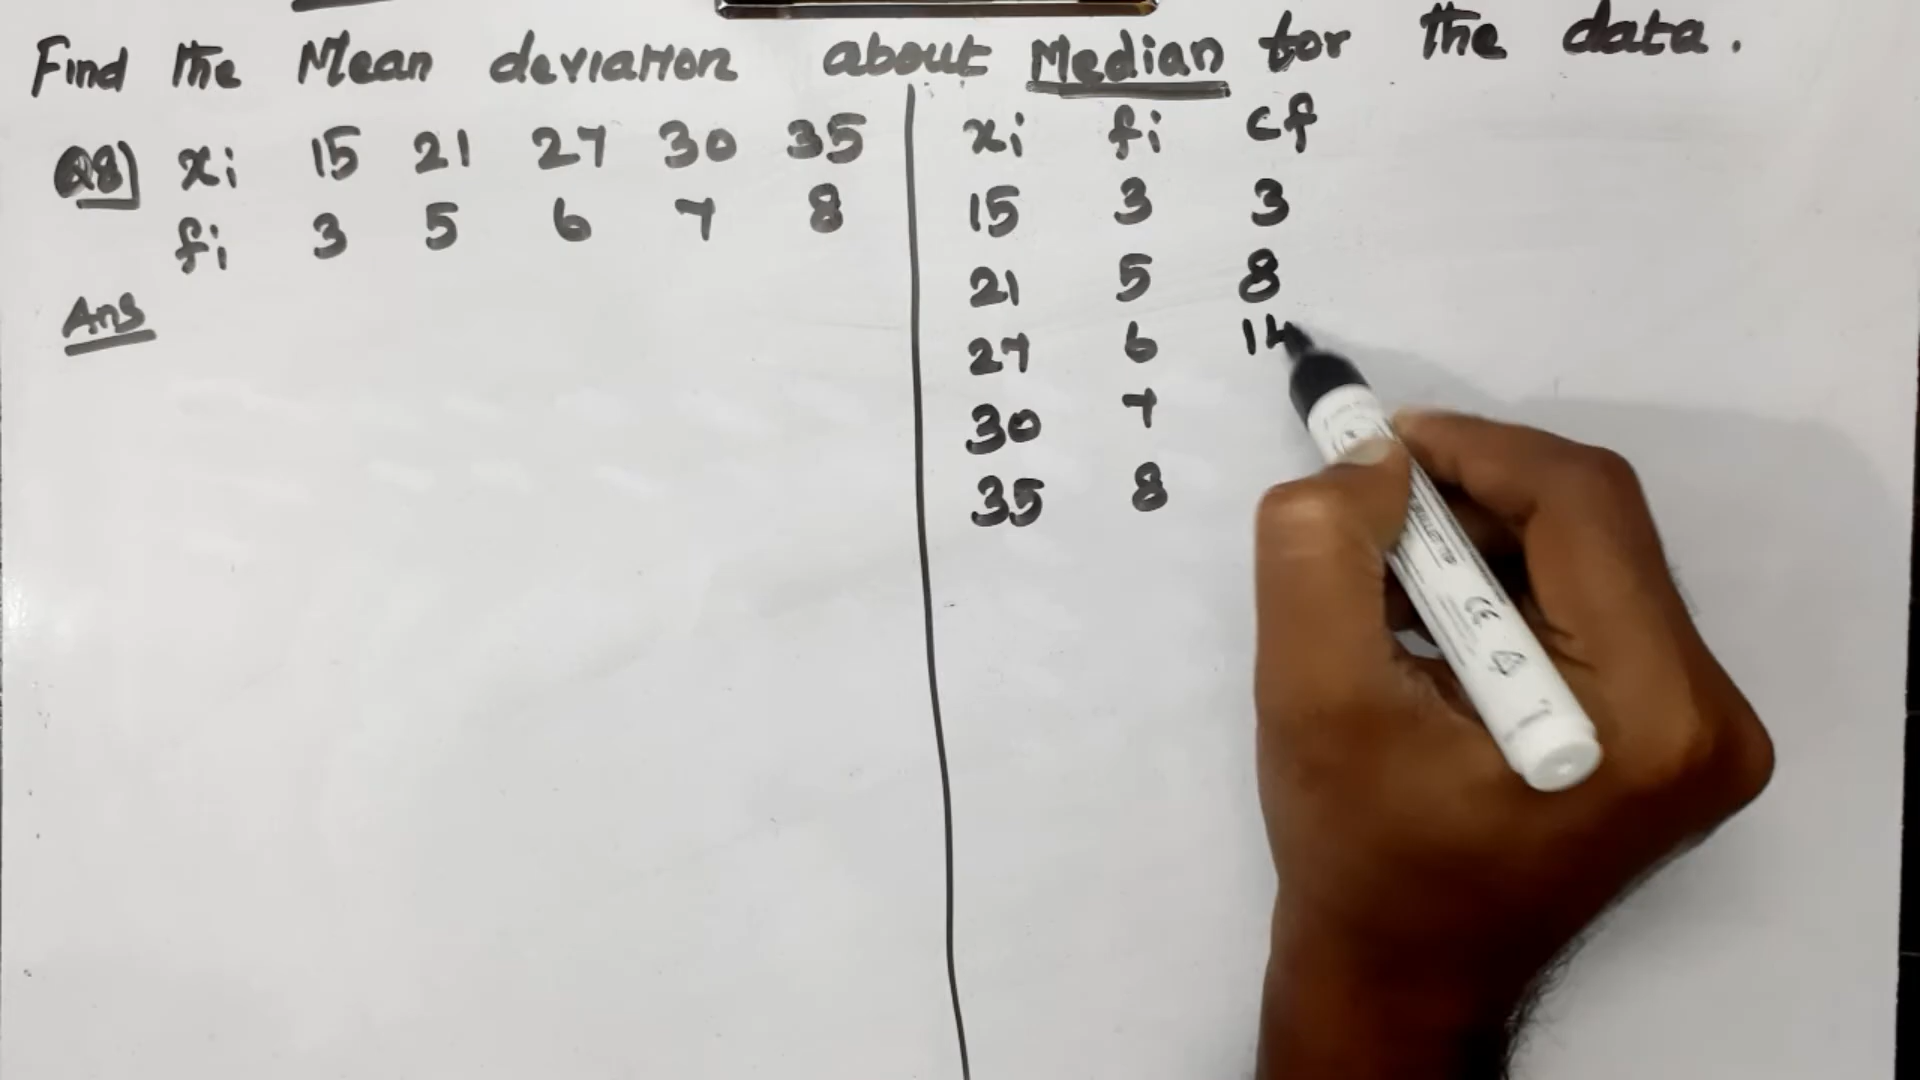 Find the Mean deviation about Median for the data.
Q8) xi 15 21 27 30 35
fi 3 5 6 7 8
Ans
xi fi cf
15 3 3
21 5 8
27 6 14
30 7
35 8
CE